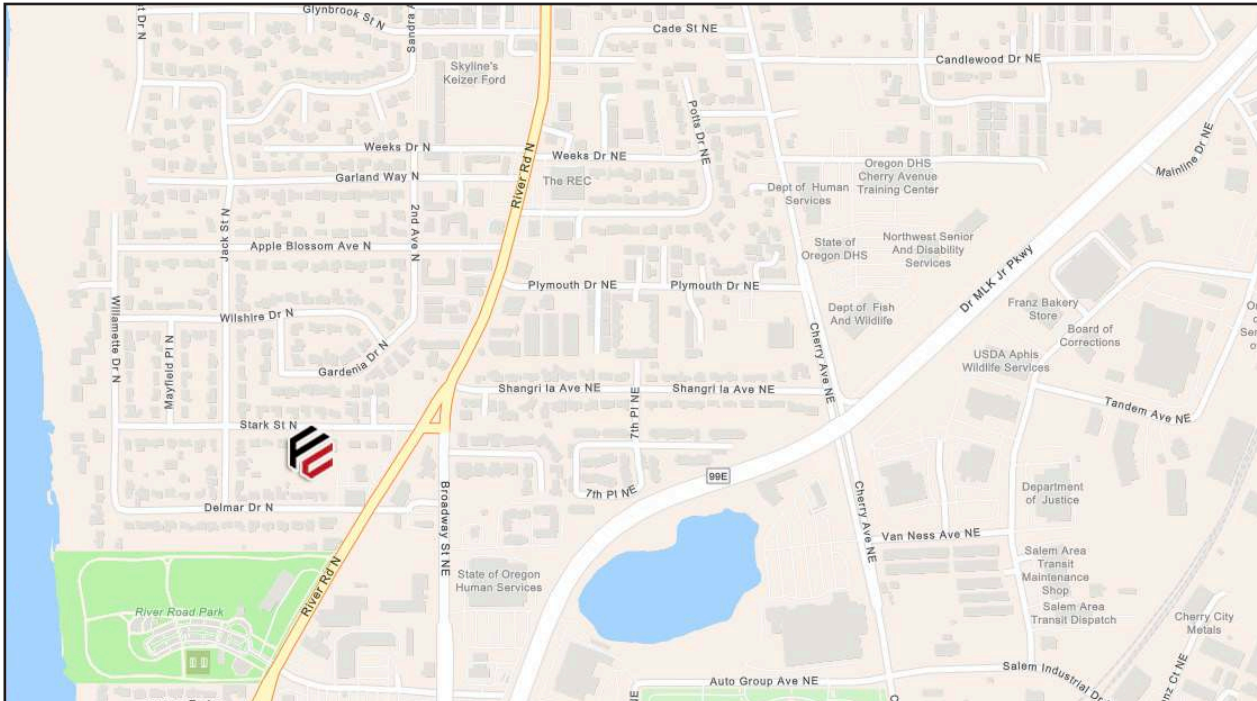 Glynbrook St N
Cade St NE
Candlewood Dr NE
Skyline's
Keizer Ford
River Rd N
Potts Dr NE
Mainline Dr NE
Weeks Dr N
Weeks Dr NE
Garland Way N
The REC
Oregon DHS
Cherry Avenue
Training Center
Dept of Human
Services
2nd Ave N
Jack St N
Apple Blossom Ave N
State of
Oregon DHS
Northwest Senior
And Disability
Services
Dr MLK Jr Pkwy
Plymouth Dr NE
Plymouth Dr NE
Willamette Dr N
Wilshire Dr N
Mayfield Pl N
Gardenia Dr N
Dept of Fish
And Wildlife
Franz Bakery
Store
Board of
Corrections
Cherry Ave NE
USDA Aphis
Wildlife Services
Shangri la Ave NE
Shangri la Ave NE
7th Pl NE
Tandem Ave NE
Stark St N
99E
7th Pl NE
Cherry Ave NE
Department
of Justice
Delmar Dr N
Broadway St NE
Van Ness Ave NE
State of Oregon
Human Services
River Rd N
Salem Area
Transit
Maintenance
Shop
Salem Area
Transit Dispatch
River Road Park
Cherry City
Metals
Auto Group Ave NE
Salem Industrial Dr